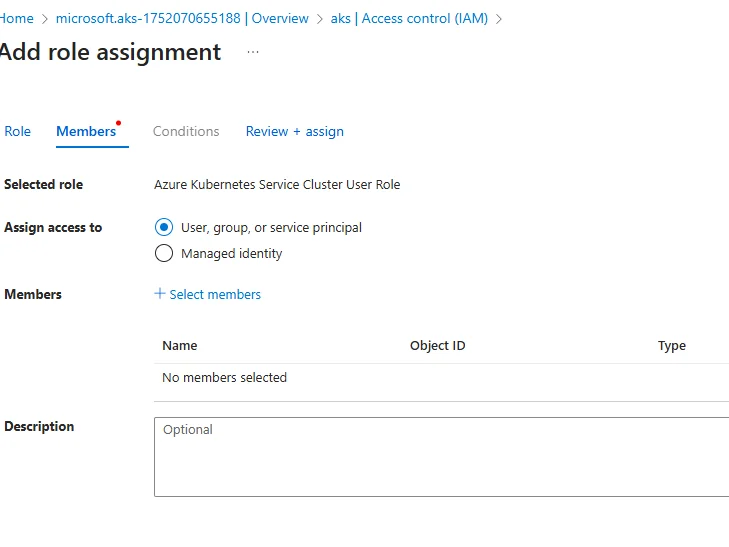 Home > microsoft.aks-1752070655188 | Overview > aks | Access control (IAM) >
Add role assignment ...
Role Members Conditions Review + assign
Selected role Azure Kubernetes Service Cluster User Role
Assign access to User, group, or service principal
Managed identity
Members + Select members
Name Object ID Type
No members selected
Description Optional